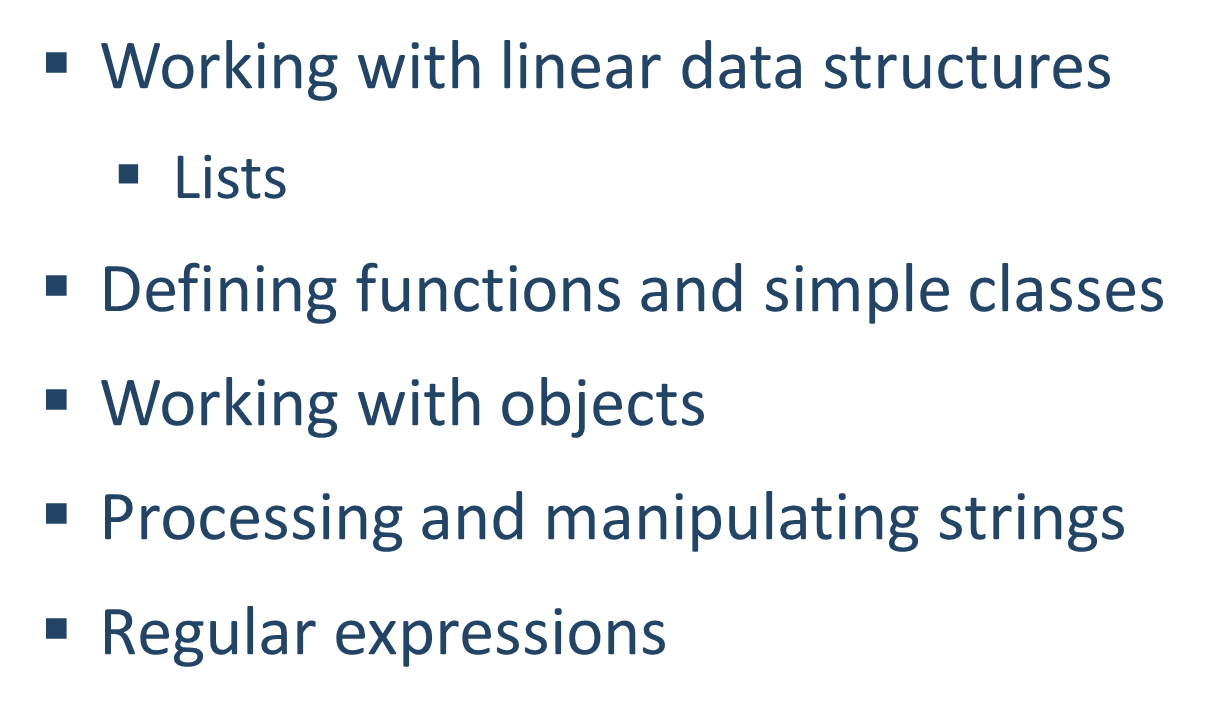 ▪ Working with linear data structures
▪ Lists
▪ Defining functions and simple classes
▪ Working with objects
▪ Processing and manipulating strings
▪ Regular expressions